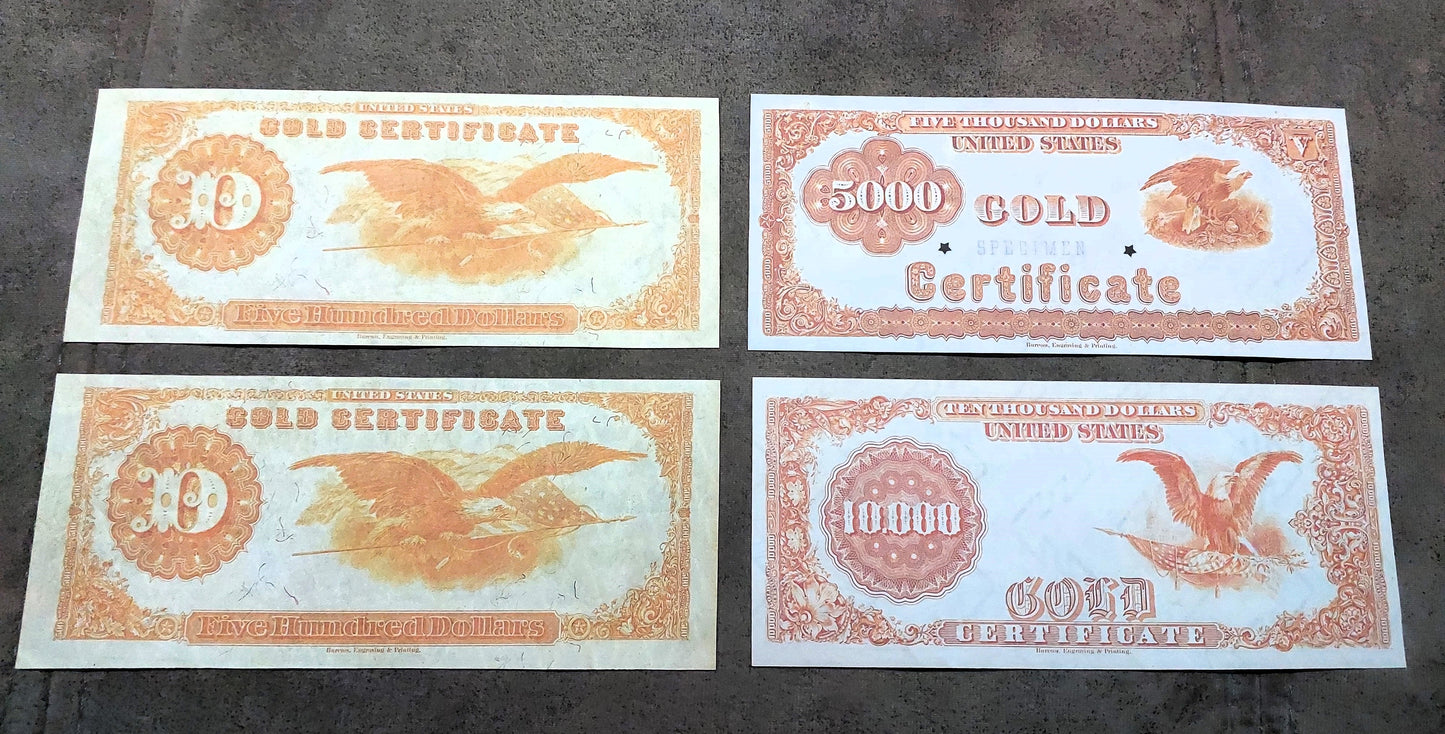 UNITED STATES
GOLD CERTIFICATE
D
Five Hundred Dollars
Bureau, Engraving & Printing.
FIVE THOUSAND DOLLARS
UNITED STATES
V
5000
GOLD
SPECIMEN
Certificate
Bureau, Engraving & Printing.
UNITED STATES
GOLD CERTIFICATE
D
Five Hundred Dollars
Bureau, Engraving & Printing.
TEN THOUSAND DOLLARS
UNITED STATES
10.000
GOLD
CERTIFICATE
Bureau, Engraving & Printing.